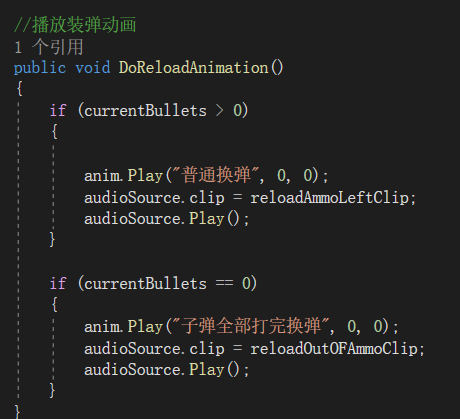 //播放装弹动画
1 个引用
public void DoReloadAnimation()
{
if (currentBullets > 0)
{
anim.Play("普通换弹", 0, 0);
audioSource.clip = reloadAmmoLeftClip;
audioSource.Play();
}
if (currentBullets == 0)
{
anim.Play("子弹全部打完换弹", 0, 0);
audioSource.clip = reloadOutOFAmmoClip;
audioSource.Play();
}
}